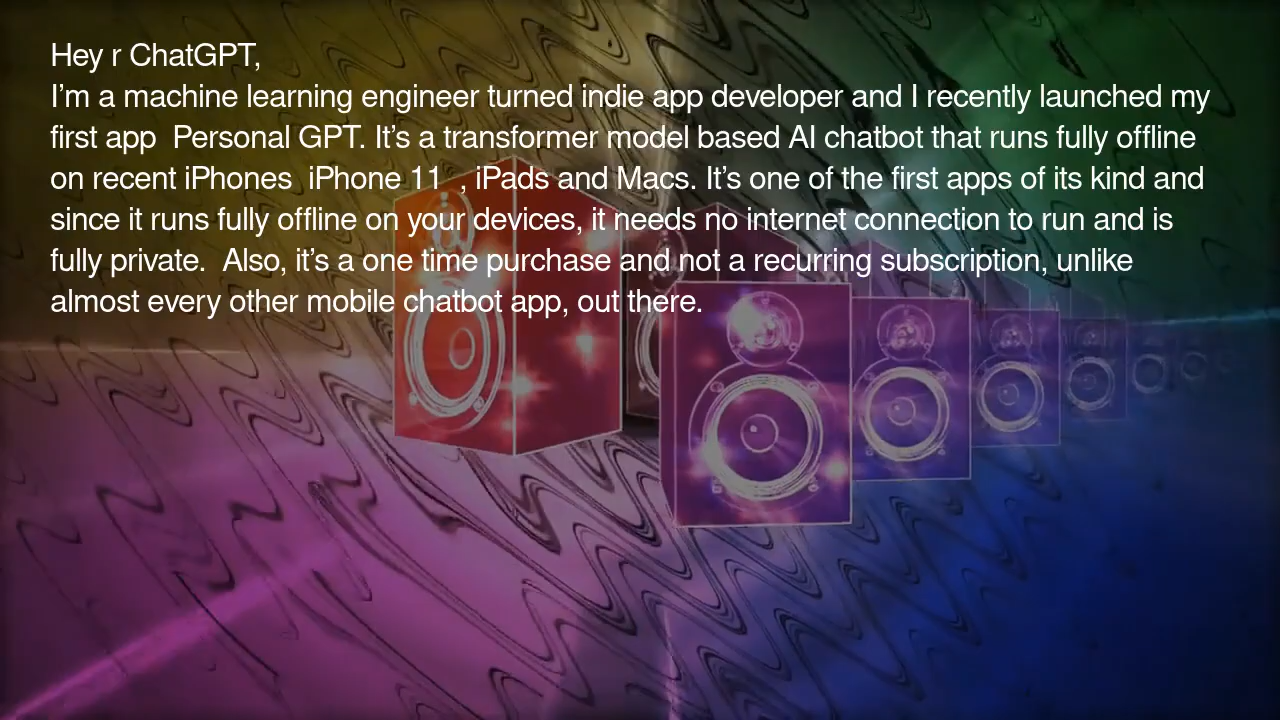 Hey r ChatGPT,
I’m a machine learning engineer turned indie app developer and I recently launched my
first app  Personal GPT. It’s a transformer model based AI chatbot that runs fully offline
on recent iPhones  iPhone 11  , iPads and Macs. It’s one of the first apps of its kind and
since it runs fully offline on your devices, it needs no internet connection to run and is
fully private.  Also, it’s a one time purchase and not a recurring subscription, unlike
almost every other mobile chatbot app, out there.